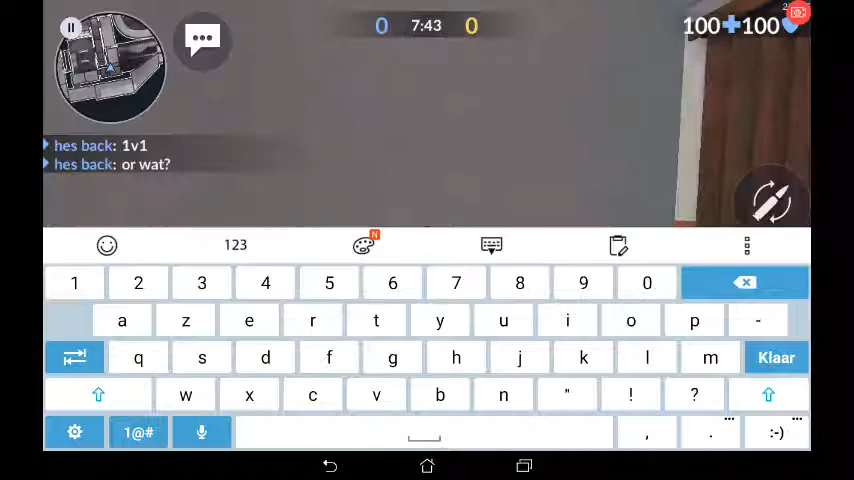 0 7:43 0
100 100
hes back: 1v1
hes back: or wat?
123
N
1 2 3 4 5 6 7 8 9 0
a z e r t y u i o p -
q s d f g h j k l m Klaar
w x c v b n " ! ?
1@# , . :-)